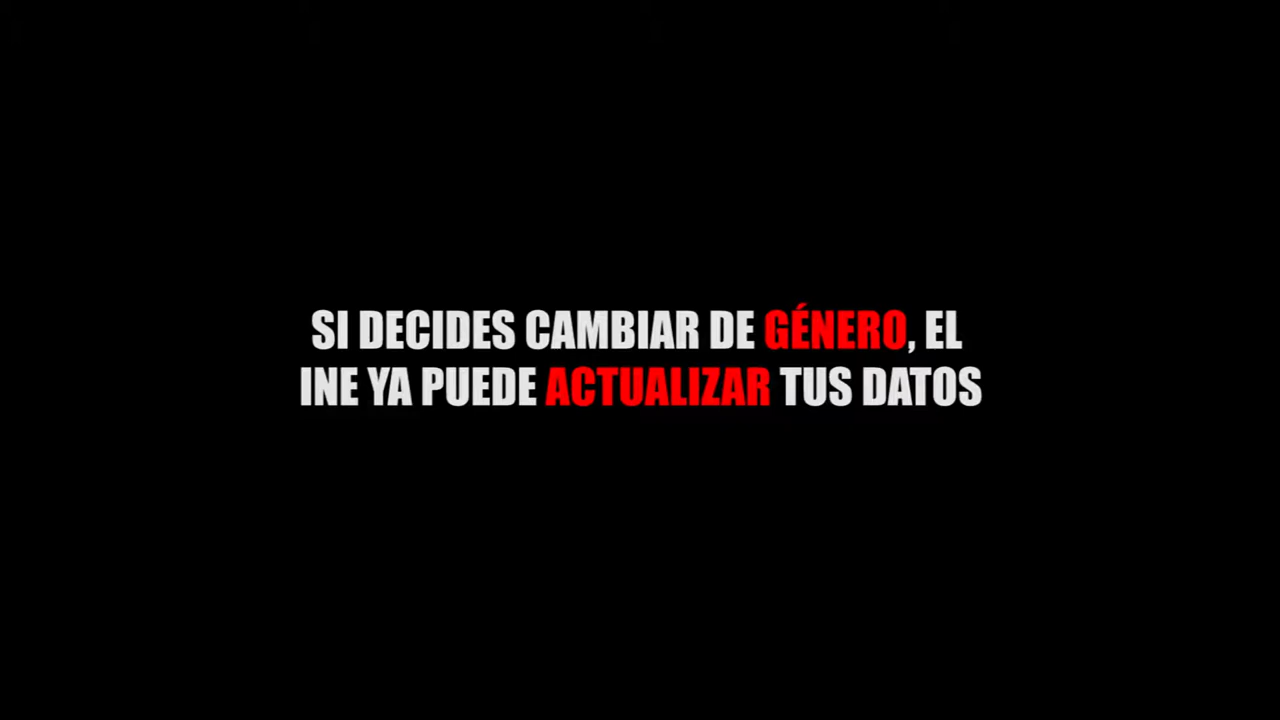 SI DECIDES CAMBIAR DE GÉNERO, EL
INE YA PUEDE ACTUALIZAR TUS DATOS